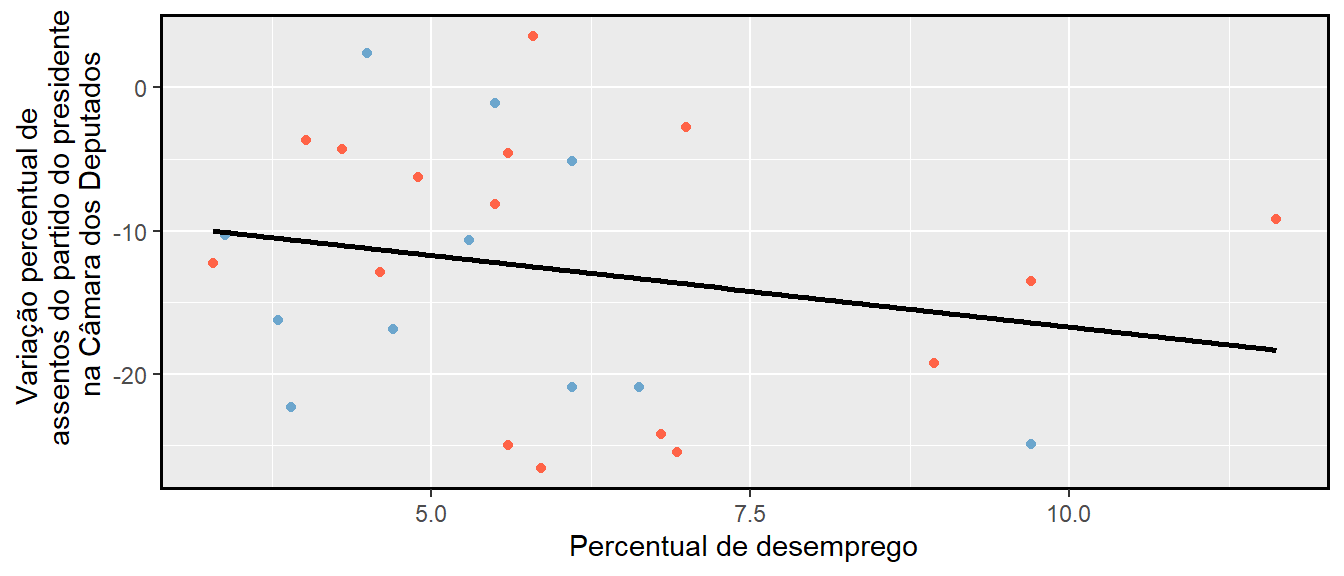 Variação percentual de
assentos do partido do presidente
na Câmara dos Deputados
0
-10
-20
5.0
7.5
10.0
Percentual de desemprego